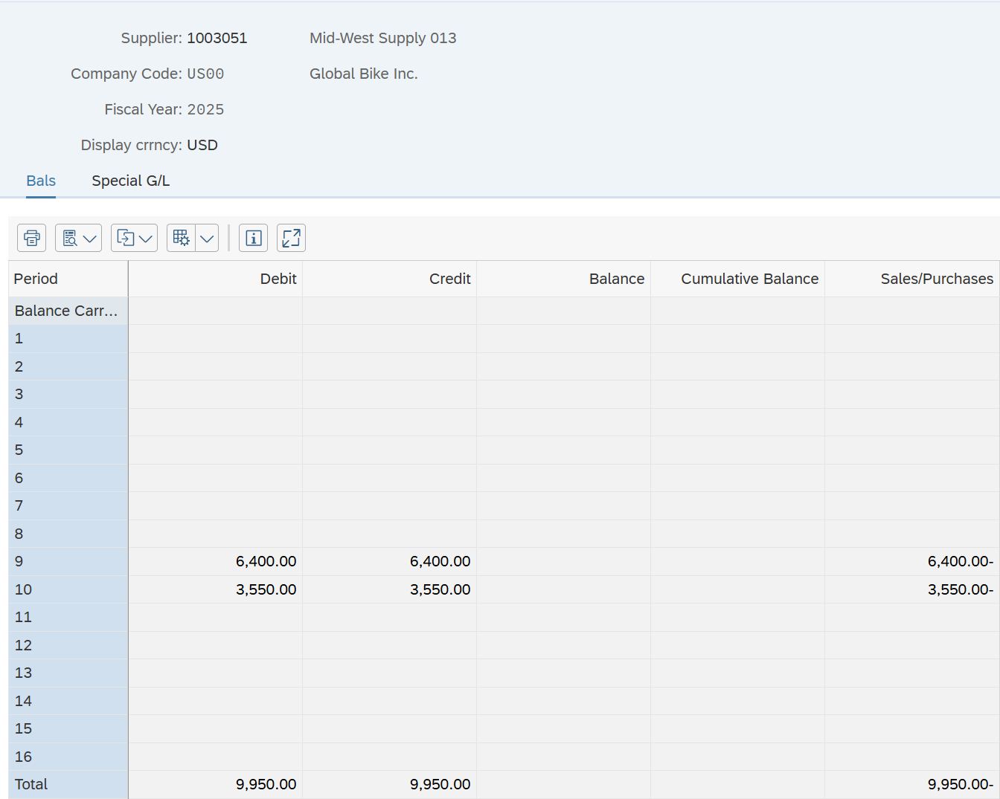 Supplier: 1003051 Mid-West Supply 013
Company Code: US00 Global Bike Inc.
Fiscal Year: 2025
Display crrncy: USD
Bals Special G/L
Period Debit Credit Balance Cumulative Balance Sales/Purchases
Balance Carr...
1
2
3
4
5
6
7
8
9 6,400.00 6,400.00 6,400.00-
10 3,550.00 3,550.00 3,550.00-
11
12
13
14
15
16
Total 9,950.00 9,950.00 9,950.00-